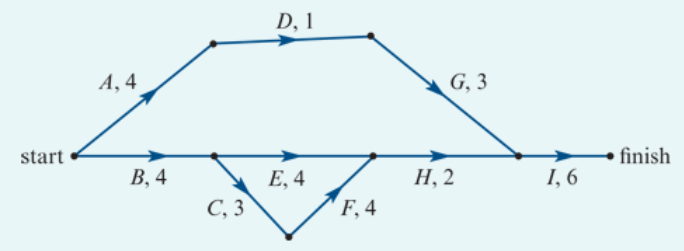 D, 1
A, 4
G, 3
start
finish
B, 4
E, 4
H, 2
I, 6
C, 3
F, 4